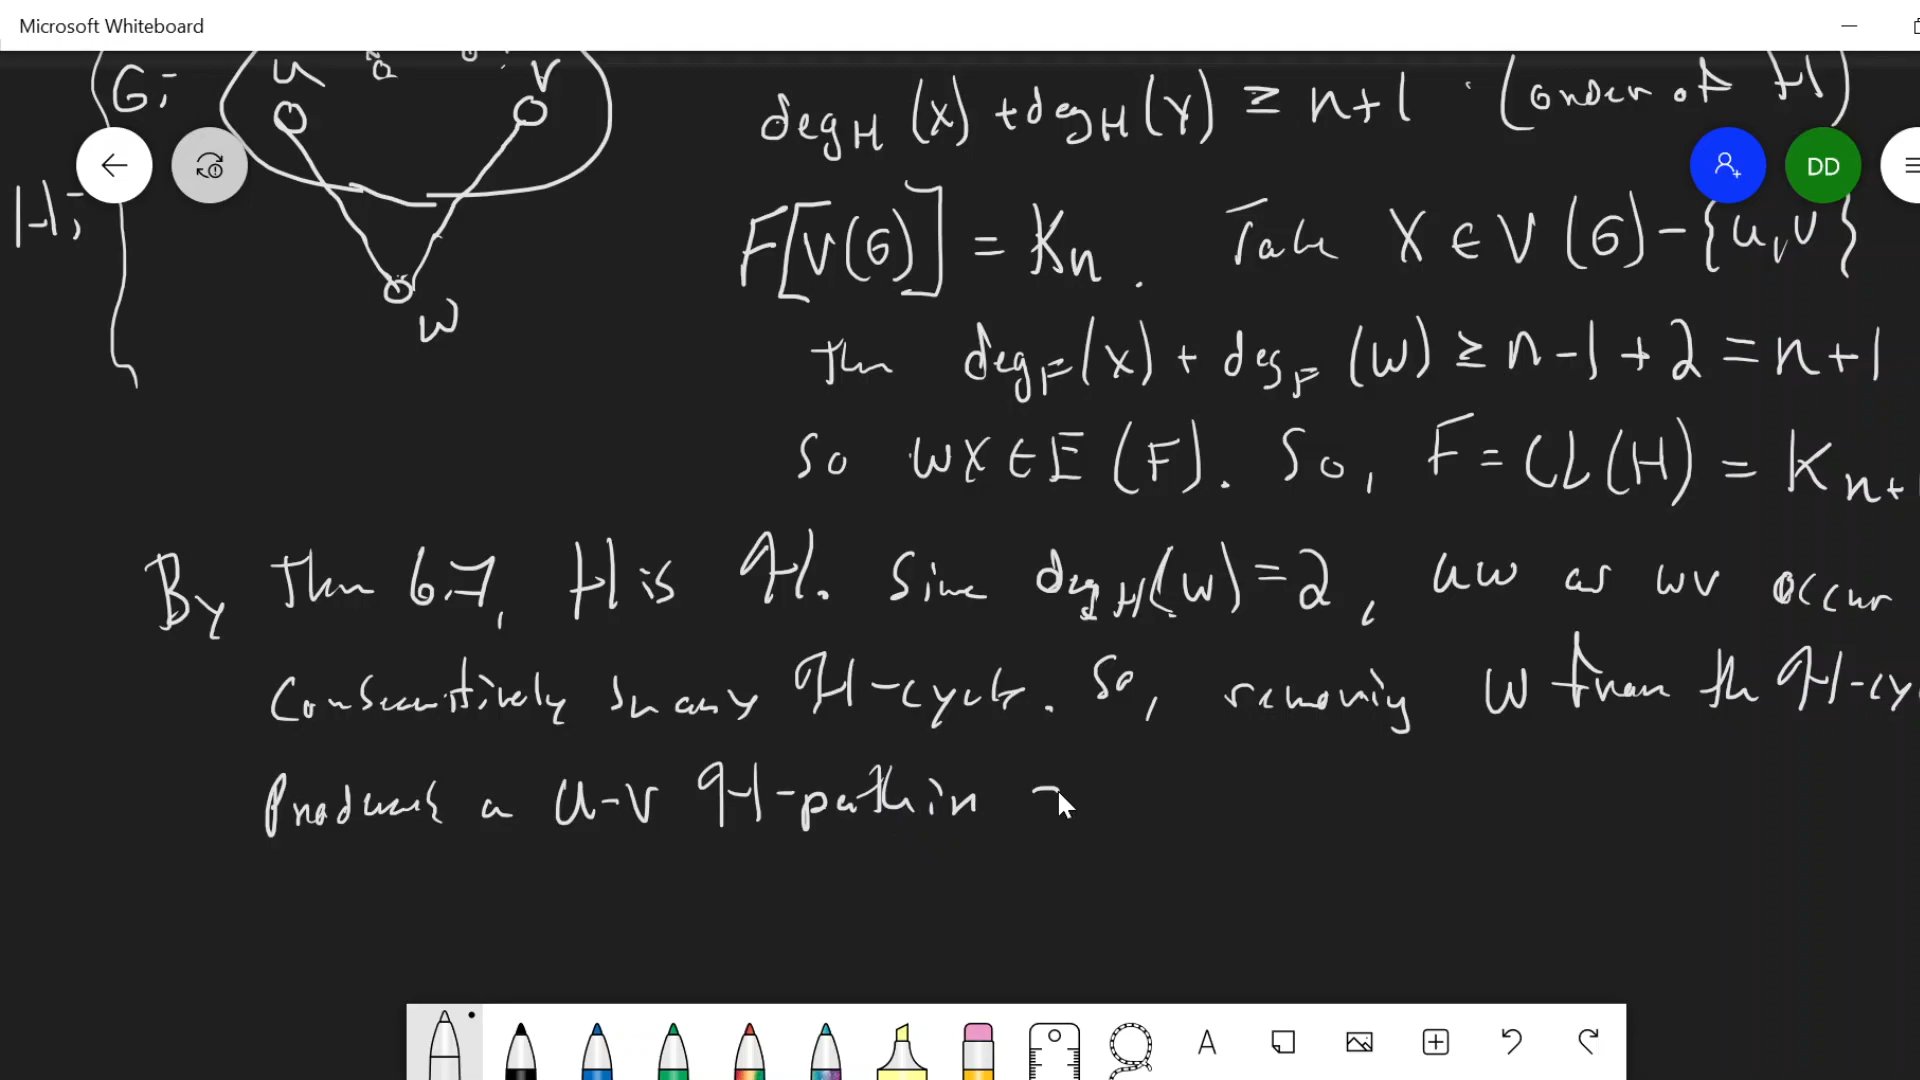 Microsoft Whiteboard
G:
u
v
deg_H (x) + deg_H (y) ≥ n+1 . (order of H)
DD
H:
F[V(G)] = K_n . Take x ∈ V(G) - {u,v}
w
Then deg_F (x) + deg_F (w) ≥ n-1+2 = n+1
So wx ∈ E(F). So, F = CL(H) = K_n+
By Thm 6.7, H is H. Since deg_H(w) = 2, uw as wv occur
Consecutively in any H-cycle. So, removing w from the H-cy
Produces a u-v H-path in
A